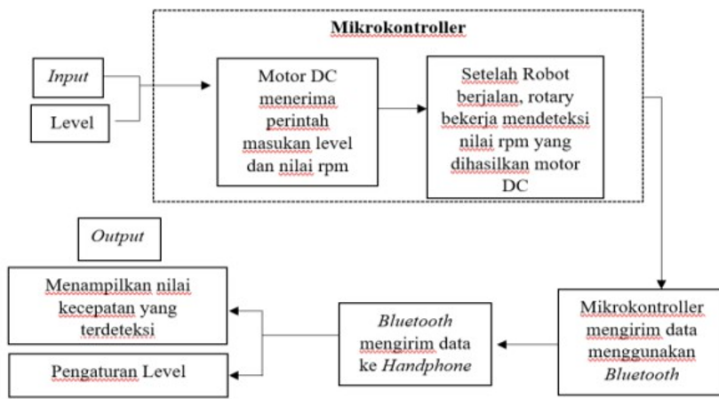 Mikrokontroller
Input
Level
Motor DC
menerima
perintah
masukan level
dan nilai rpm
Setelah Robot
berjalan, rotary
bekerja mendeteksi
nilai rpm yang
dihasilkan motor
DC
Mikrokontroller
mengirim data
menggunakan
Bluetooth
Bluetooth
mengirim data
ke Handphone
Output
Menampilkan nilai
kecepatan yang
terdeteksi
Pengaturan Level